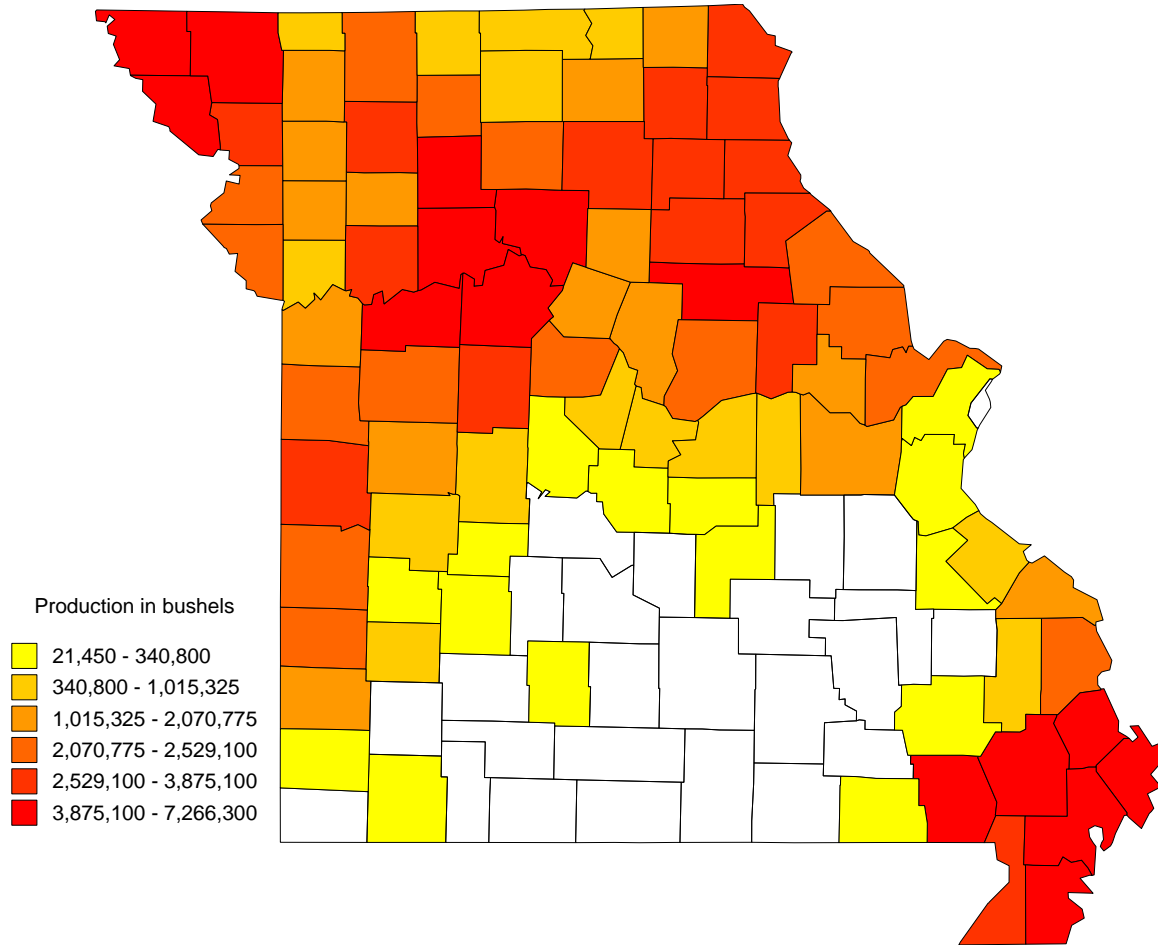 Production in bushels
21,450 - 340,800
340,800 - 1,015,325
1,015,325 - 2,070,775
2,070,775 - 2,529,100
2,529,100 - 3,875,100
3,875,100 - 7,266,300